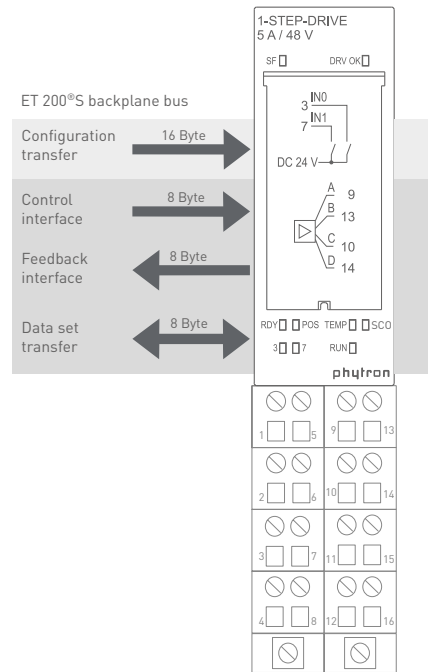 1-STEP-DRIVE
5 A / 48 V
SF DRV OK
ET 200®S backplane bus
IN0
3
IN1
7
Configuration
transfer
16 Byte
DC 24 V
Control
interface
8 Byte
A 9
B 13
C 10
D 14
Feedback
interface
8 Byte
Data set
transfer
8 Byte
RDY POS TEMP SCO
3 7 RUN
phytron
1 5 9 13
2 6 10 14
3 7 11 15
4 8 12 16